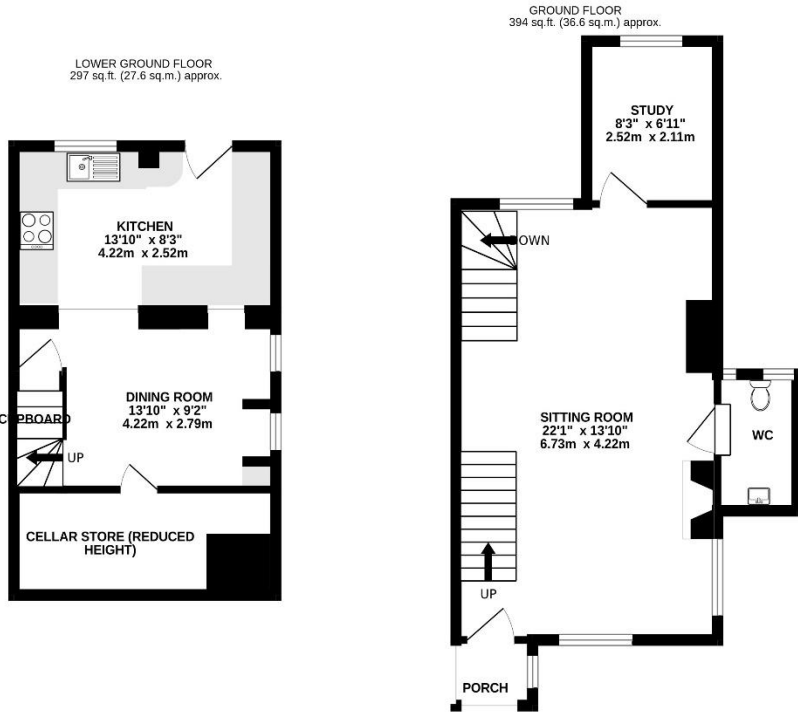 LOWER GROUND FLOOR
297 sq.ft. (27.6 sq.m.) approx.
KITCHEN
13'10" x 8'3"
4.22m x 2.52m
DINING ROOM
13'10" x 9'2"
4.22m x 2.79m
CUPBOARD
UP
CELLAR STORE (REDUCED
HEIGHT)
GROUND FLOOR
394 sq.ft. (36.6 sq.m.) approx.
STUDY
8'3" x 6'11"
2.52m x 2.11m
DOWN
SITTING ROOM
22'1" x 13'10"
6.73m x 4.22m
WC
UP
PORCH